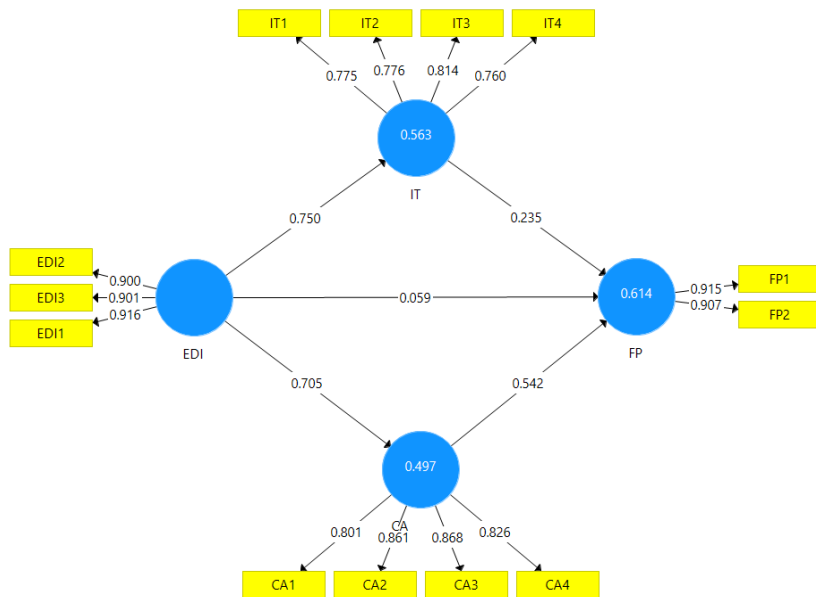 IT1 IT2 IT3 IT4
0.775 0.776 0.814 0.760
0.563
IT
0.750 0.235
EDI2
0.900
EDI3
0.901
EDI1
0.916
EDI
0.059
0.614
FP
FP1
0.915
FP2
0.907
0.705 0.542
0.497
CA
0.801 0.861 0.868 0.826
CA1 CA2 CA3 CA4